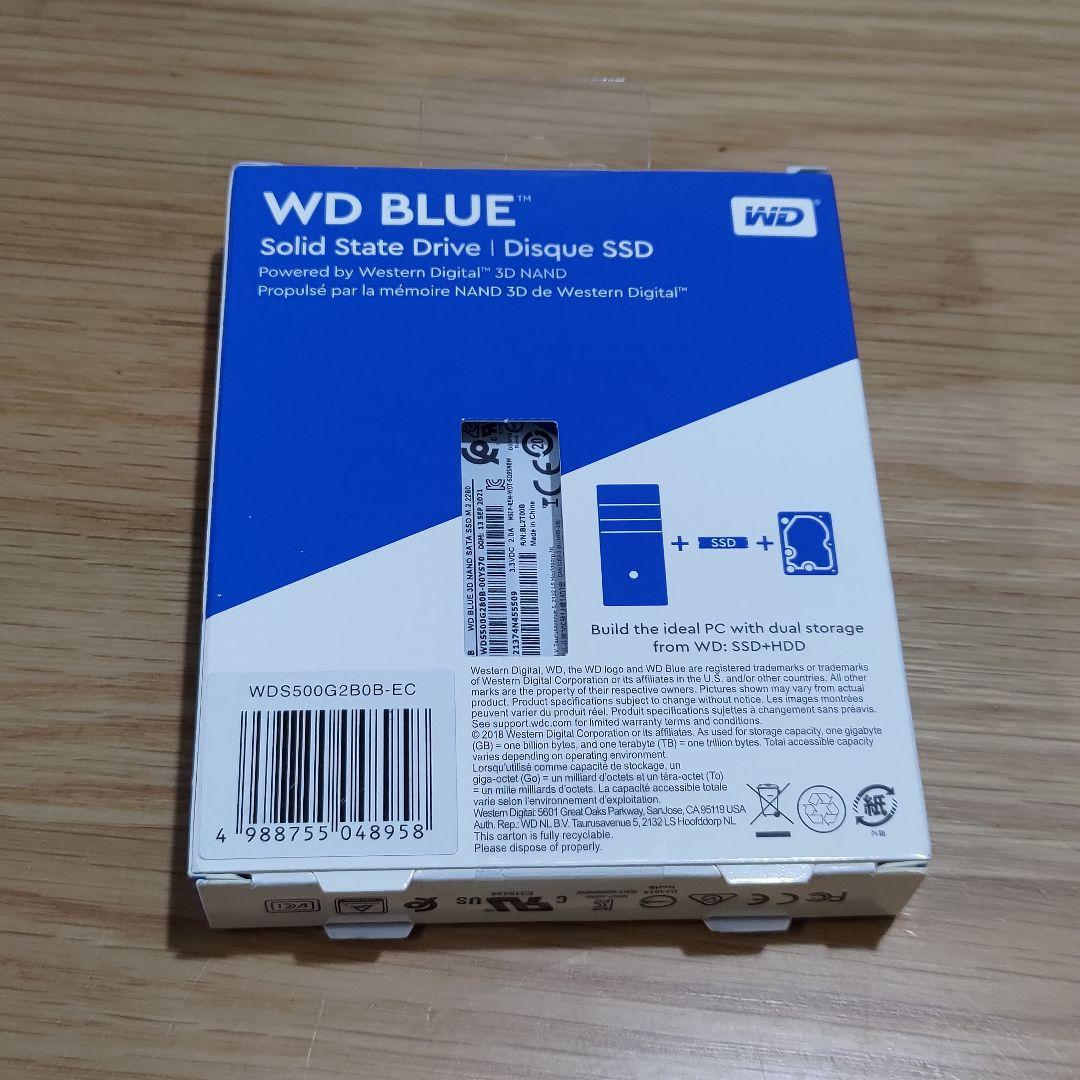 WD BLUE™
WD®
Solid State Drive | Disque SSD
Powered by Western Digital™ 3D NAND
Propulsé par la mémoire NAND 3D de Western Digital™
WD BLUE 3D NAND SATA SSD M.2 2280
WDS500G2B0B-00YS70 DOM: 13 SEP 2021
21374N455509
3.3VDC 2.0A
R/N:BL2T00B
Made in China
20
SSD
Build the ideal PC with dual storage
from WD: SSD+HDD
WDS500G2B0B-EC
4 988755 048958
Western Digital, WD, the WD logo and WD Blue are registered trademarks or trademarks
of Western Digital Corporation or its affiliates in the U.S. and/or other countries. All other
marks are the property of their respective owners. Pictures shown may vary from actual
product. Product specifications subject to change without notice. Les images montrées
peuvent varier du produit réel. Produit specifications sujettes à changement sans préavis.
See support.wdc.com for limited warranty terms and conditions.
© 2018 Western Digital Corporation or its affiliates. As used for storage capacity, one gigabyte
(GB) = one billion bytes, and one terabyte (TB) = one trillion bytes. Total accessible capacity
varies depending on operating environment.
Lorsqu'utilisé comme capacité de stockage, un
giga-octet (Go) = un milliard d'octets et un téra-octet (To)
= un mille milliards d'octets. La capacité accessible totale
varie selon l'environnement d'exploitation.
Western Digital: 5601 Great Oaks Parkway, San Jose, CA 95119 USA
Auth. Rep.: WD NL B.V. Taurusavenue 5, 2132 LS Hoofddorp NL
This carton is fully recyclable.
Please dispose of properly.
紙
外箱
E315334
C US
CE
FC